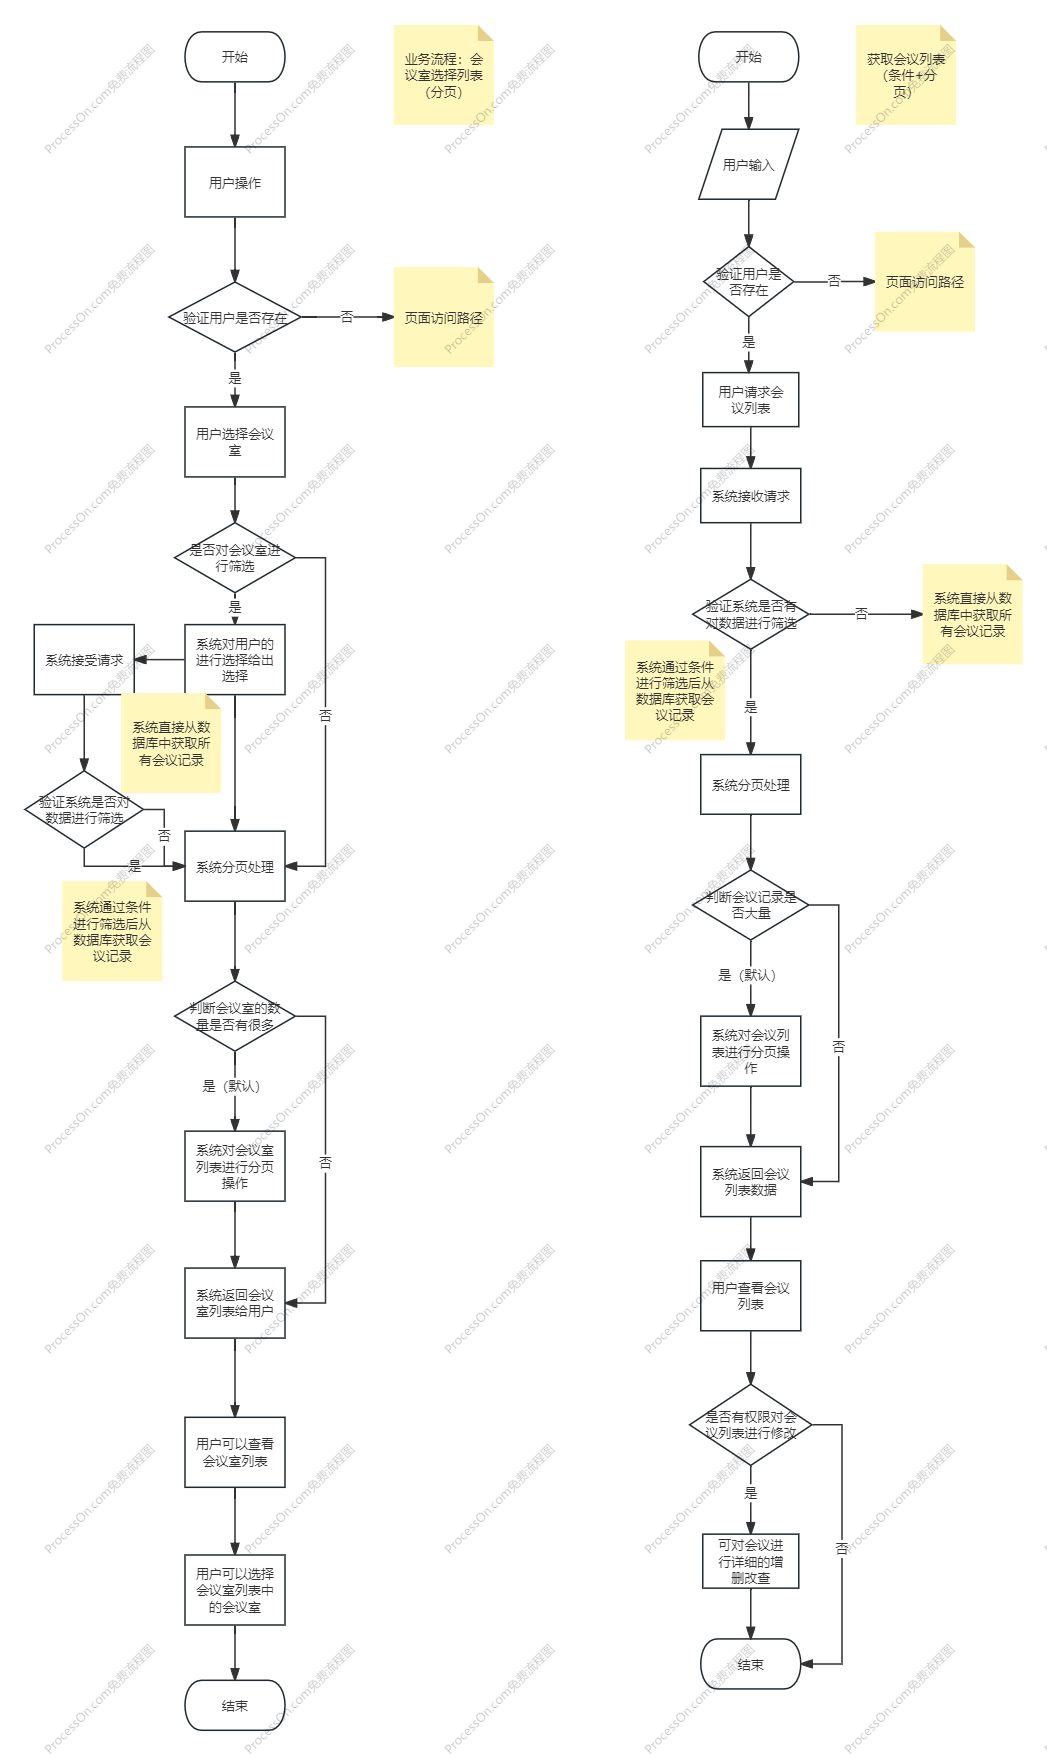 开始
业务流程：会
议室选择列表
（分页）
用户操作
验证用户是否存在
否
页面访问路径
是
用户选择会议
室
是否对会议室进
行筛选
是
系统对用户的
进行选择给出
选择
系统接受请求
否
系统直接从数
据库中获取所
有会议记录
验证系统是否对
数据进行筛选
否
是
系统分页处理
系统通过条件
进行筛选后从
数据库获取会
议记录
判断会议室的数
量是否有很多
是（默认）
否
系统对会议室
列表进行分页
操作
系统返回会议
室列表给用户
用户可以查看
会议室列表
用户可以选择
会议室列表中
的会议室
结束
开始
获取会议列表
（条件+分
页）
用户输入
验证用户是
否存在
否
页面访问路径
是
用户请求会
议列表
系统接收请求
验证系统是否有
对数据进行筛选
否
系统直接从数
据库中获取所
有会议记录
系统通过条件
进行筛选后从
数据库获取会
议记录
是
系统分页处理
判断会议记录是
否大量
是（默认）
否
系统对会议列
表进行分页操
作
系统返回会议
列表数据
用户查看会议
列表
是否有权限对会
议列表进行修改
是
否
可对会议进
行详细的增
删改查
结束
ProcessOn.com免费流程图